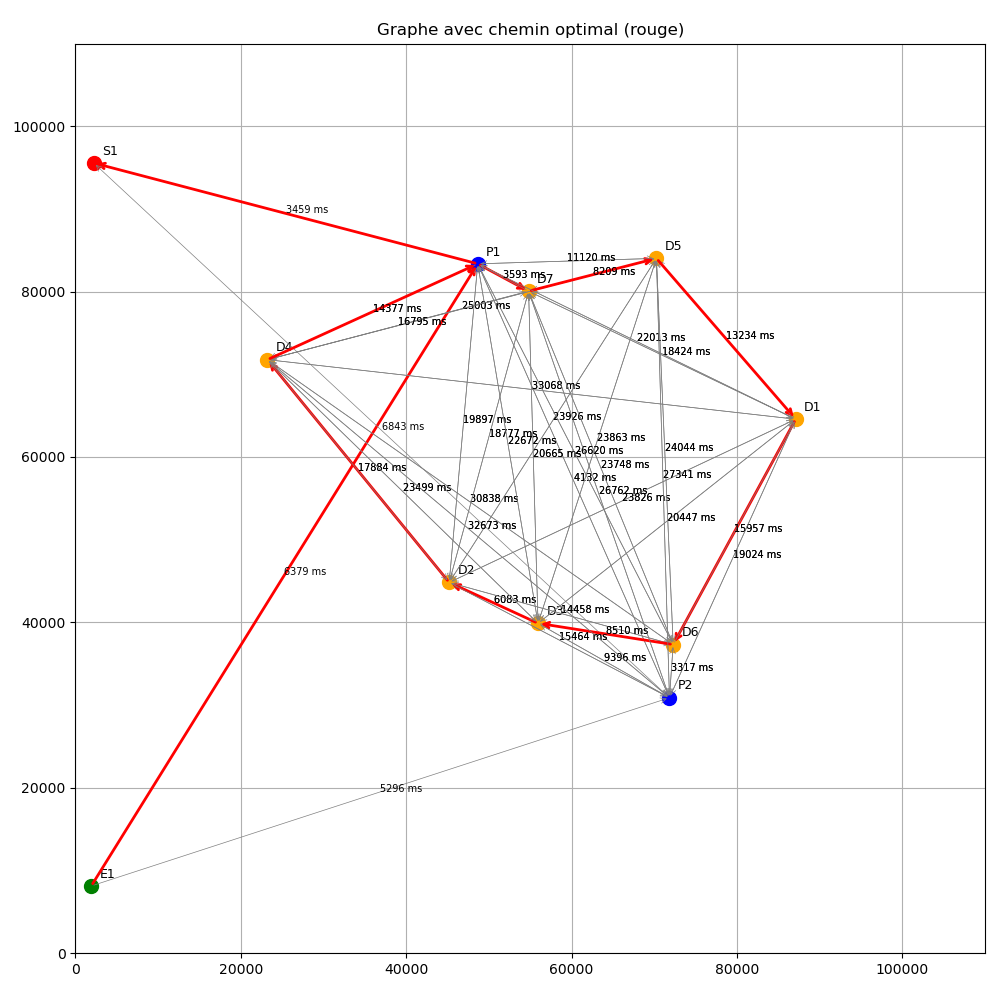 Graphe avec chemin optimal (rouge)
100000
80000
60000
40000
20000
0
0
20000
40000
60000
80000
100000
S1
3459 ms
P1
D5
11120 ms
3593 ms
8209 ms
D7
14377 ms
25003 ms
16795 ms
D4
22013 ms
13234 ms
18424 ms
33068 ms
D1
19897 ms
23926 ms
6843 ms
18777 ms
22672 ms
23863 ms
20665 ms
26620 ms
24044 ms
17884 ms
23748 ms
4132 ms
27341 ms
23499 ms
26762 ms
30838 ms
23826 ms
32673 ms
20447 ms
15957 ms
19024 ms
6379 ms
D2
6083 ms
D3
14458 ms
15464 ms
8510 ms
D6
9396 ms
3317 ms
P2
5296 ms
E1